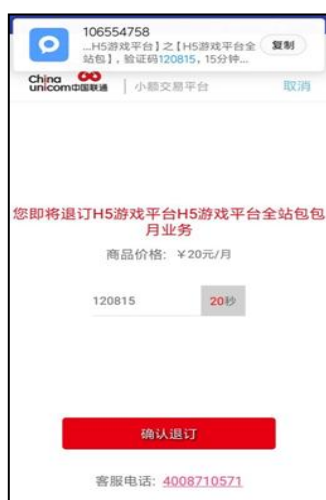 106554758
...H5游戏平台】之【H5游戏平台全
站包】,验证码120815,15分钟...
复制
China
unicom中国联通
小额交易平台
取消
您即将退订H5游戏平台H5游戏平台全站包包
月业务
商品价格: ¥20元/月
120815
20秒
确认退订
客服电话: 4008710571